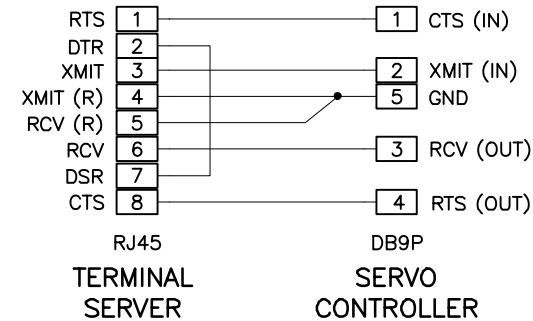 RTS 1 1 CTS (IN)
DTR 2
XMIT 3 2 XMIT (IN)
XMIT (R) 4 5 GND
RCV (R) 5
RCV 6 3 RCV (OUT)
DSR 7
CTS 8 4 RTS (OUT)
RJ45 DB9P
TERMINAL SERVO
SERVER CONTROLLER